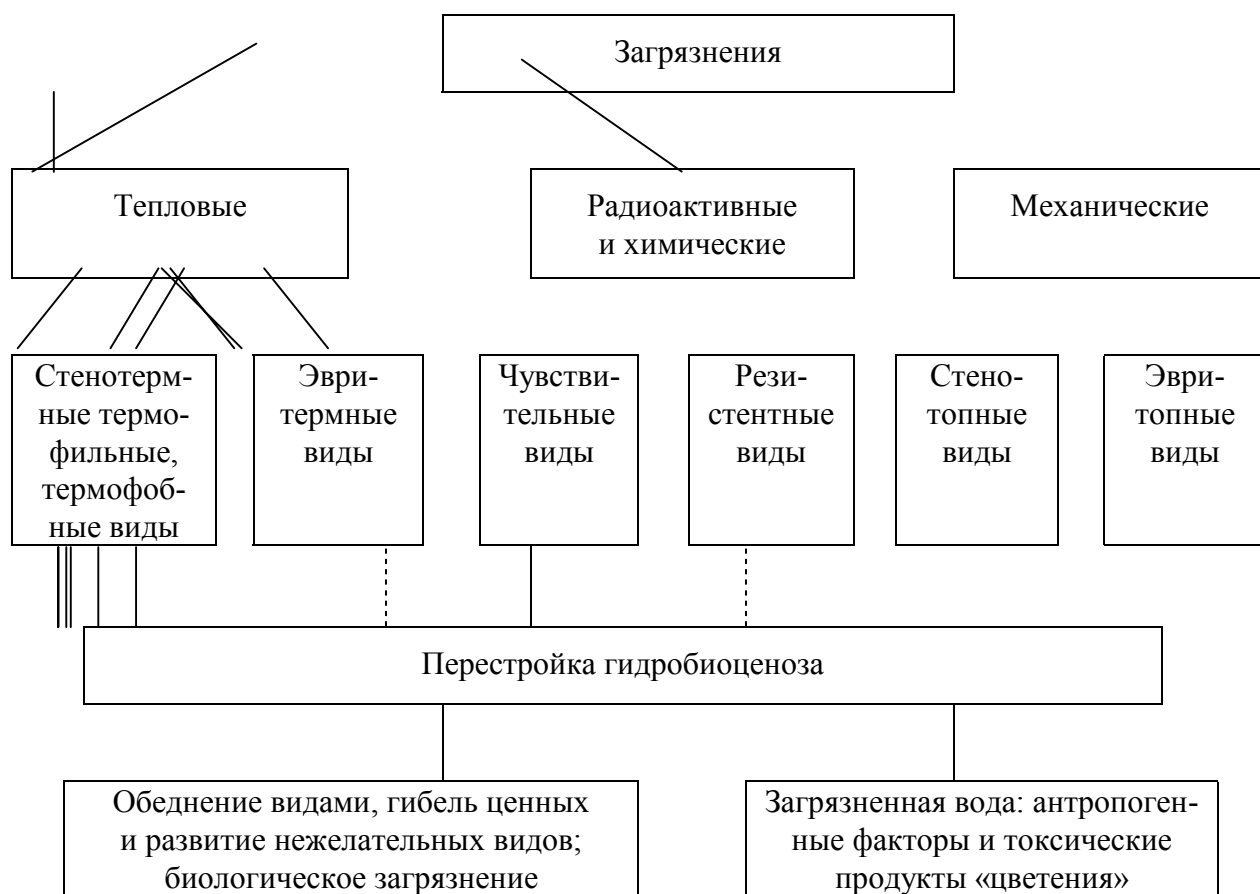 Загрязнения
Тепловые
Радиоактивные
и химические
Механические
Стенотерм-
ные термо-
фильные,
термофоб-
ные виды
Эври-
термные
виды
Чувстви-
тельные
виды
Рези-
стентные
виды
Стено-
топные
виды
Эври-
топные
виды
Перестройка гидробиоценоза
Обеднение видами, гибель ценных
и развитие нежелательных видов;
биологическое загрязнение
Загрязненная вода: антропоген-
ные факторы и токсические
продукты «цветения»